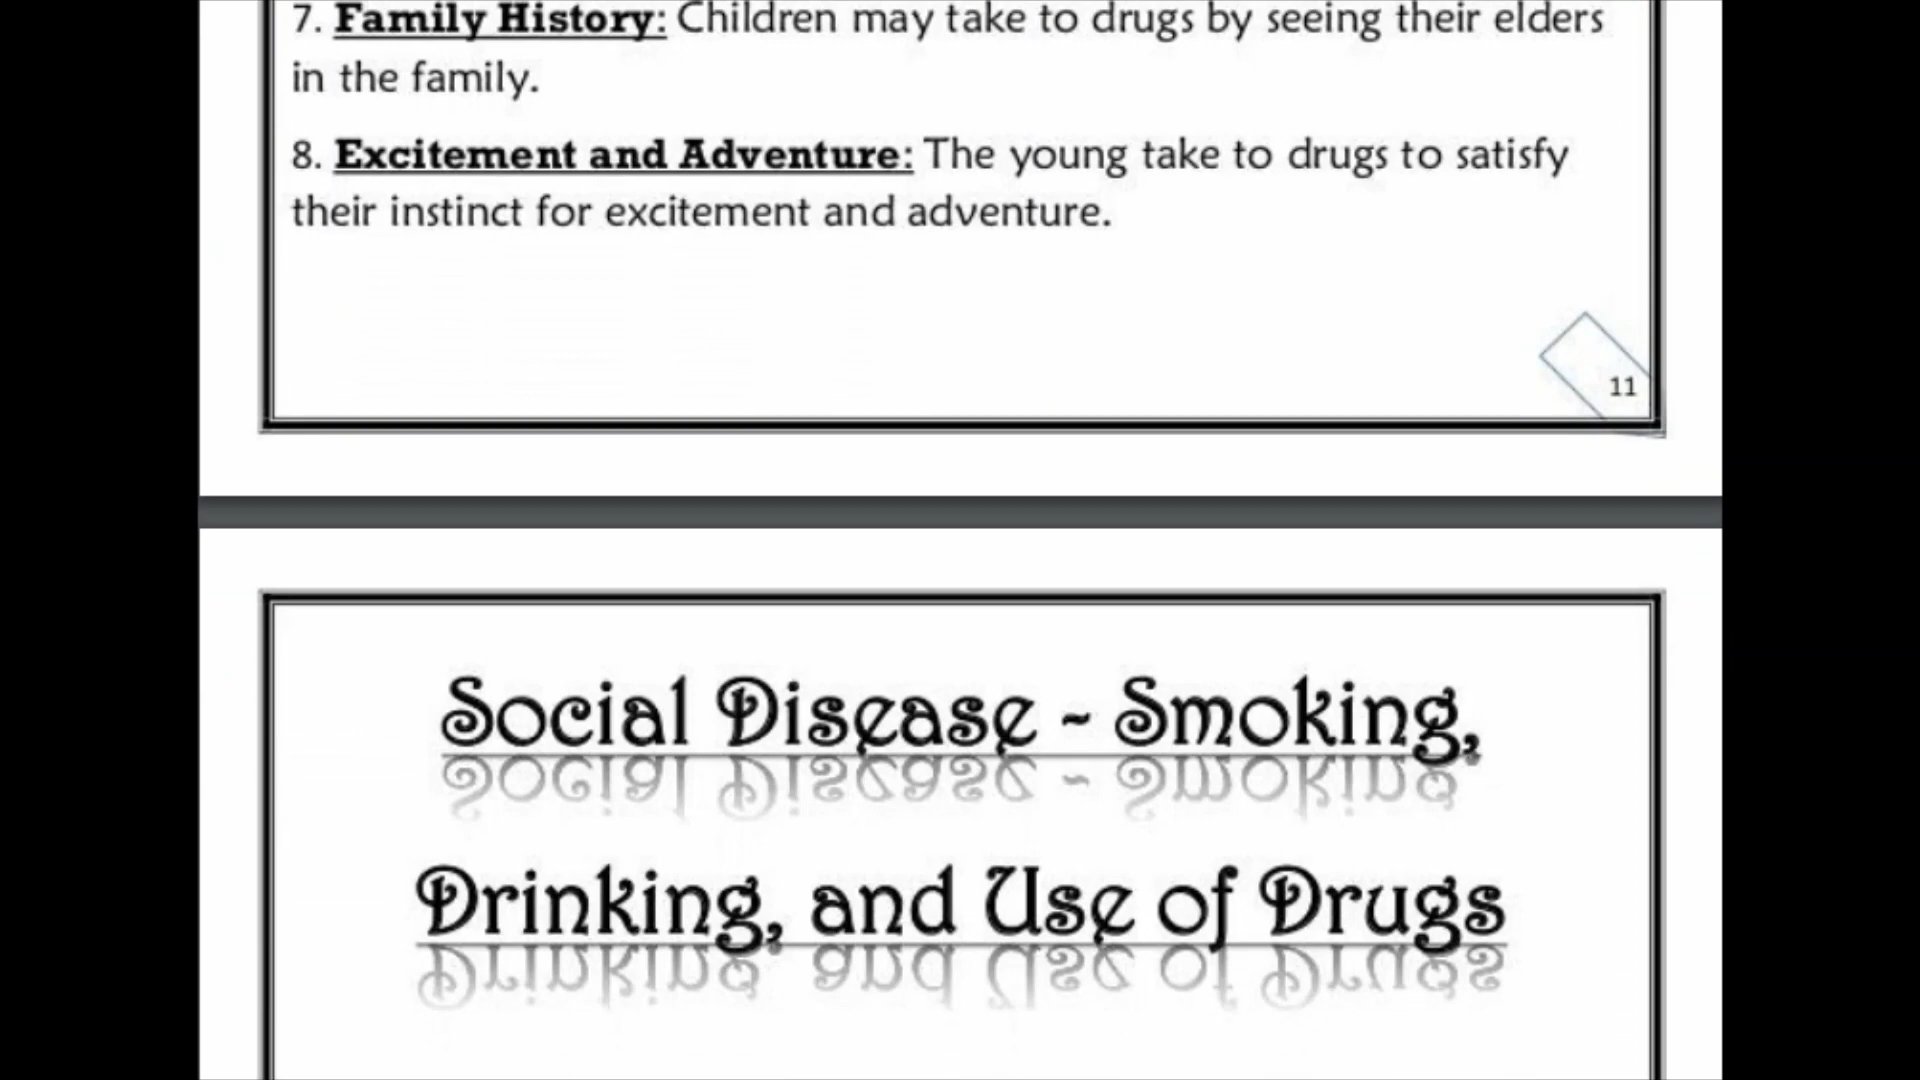 7. Family History: Children may take to drugs by seeing their elders
in the family.
8. Excitement and Adventure: The young take to drugs to satisfy
their instinct for excitement and adventure.
11
Social Disease - Smoking,
Drinking, and Use of Drugs